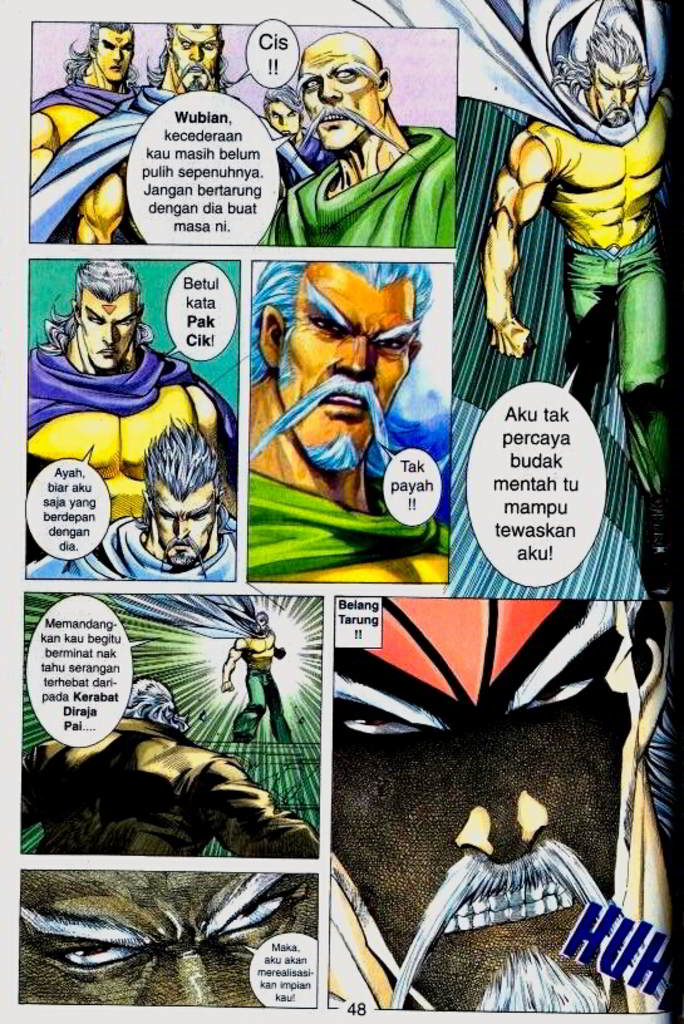 Cis
!!
Wubian,
kecederaan
kau masih belum
pulih sepenuhnya.
Jangan bertarung
dengan dia buat
masa ni.
Betul
kata
Pak
Cik!
Ayah,
biar aku
saja yang
berdepan
dengan
dia.
Tak
payah
!!
Aku tak
percaya
budak
mentah tu
mampu
tewaskan
aku!
Memandang-
kan kau begitu
berminat nak
tahu serangan
terhebat dari-
pada Kerabat
Diraja
Pai....
Belang
Tarung
!!
Maka,
aku akan
merealisasi-
kan impian
kau!
HUH
48